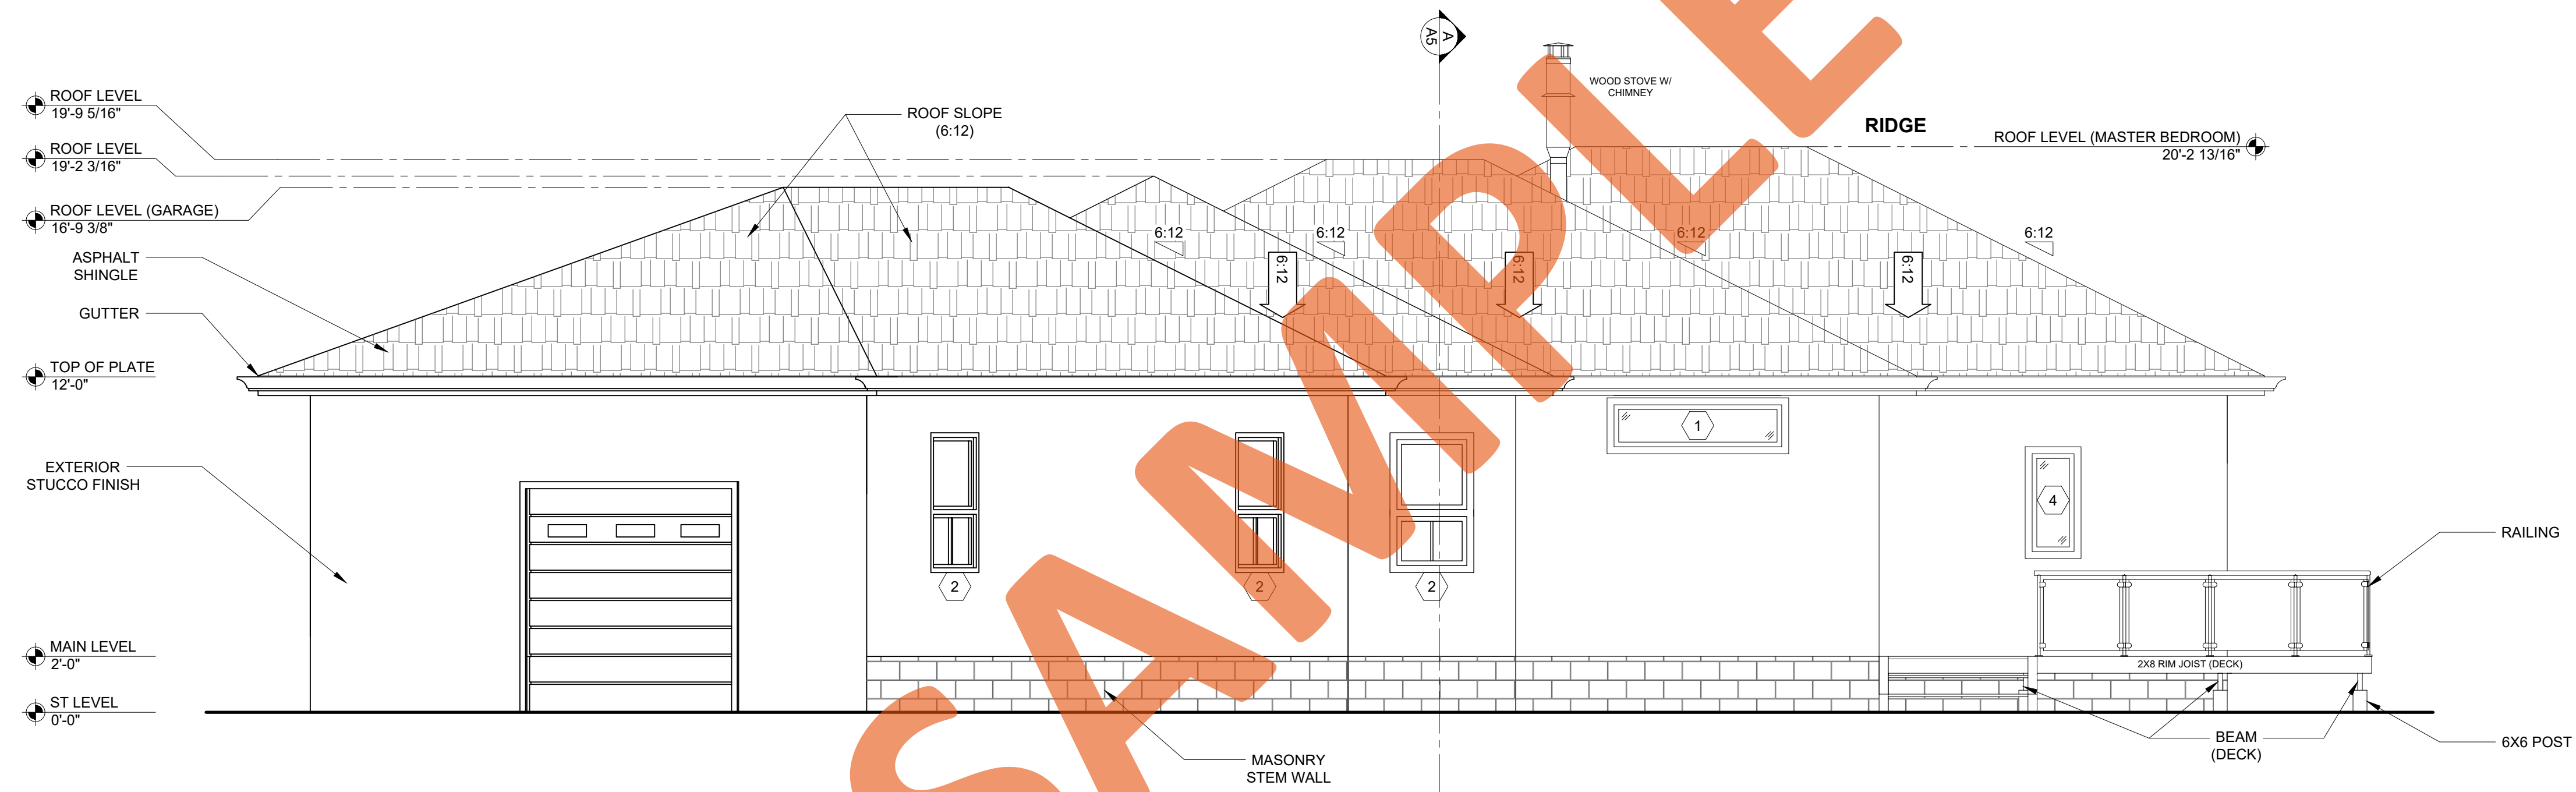 A
A5
WOOD STOVE W/
CHIMNEY
ROOF LEVEL
19'-9 5/16"
ROOF SLOPE
(6:12)
RIDGE
ROOF LEVEL (MASTER BEDROOM)
20'-2 13/16"
ROOF LEVEL
19'-2 3/16"
ROOF LEVEL (GARAGE)
16'-9 3/8"
6:12
6:12
6:12
6:12
ASPHALT
SHINGLE
6:12
6:12
6:12
GUTTER
TOP OF PLATE
12'-0"
1
EXTERIOR
STUCCO FINISH
4
RAILING
2
2
2
MAIN LEVEL
2'-0"
2X8 RIM JOIST (DECK)
ST LEVEL
0'-0"
BEAM
(DECK)
6X6 POST
MASONRY
STEM WALL
SAMPLE